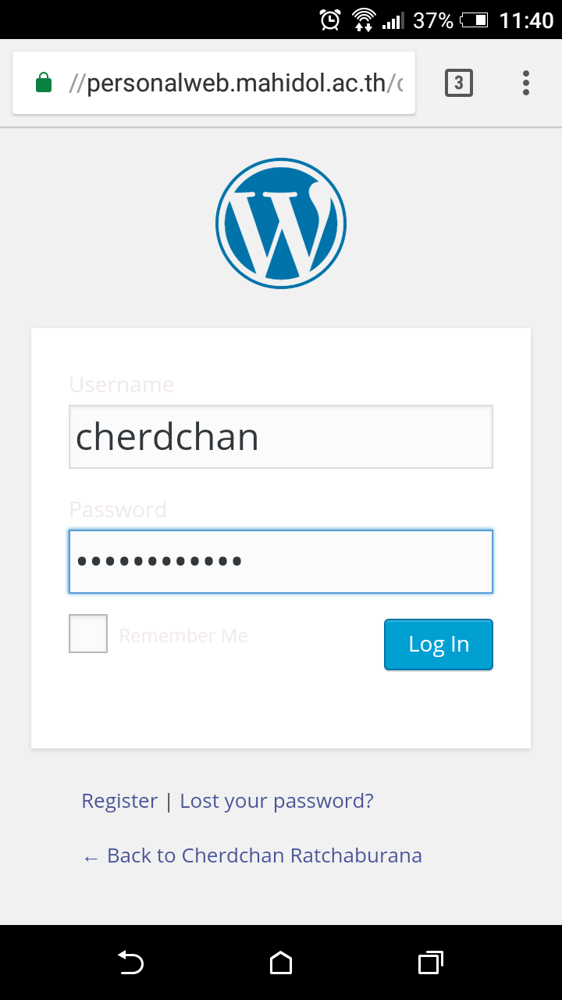 37% 11:40
//personalweb.mahidol.ac.th/
3
Username
cherdchan
Password
••••••••••••
Remember Me
Log In
Register | Lost your password?
← Back to Cherdchan Ratchaburana